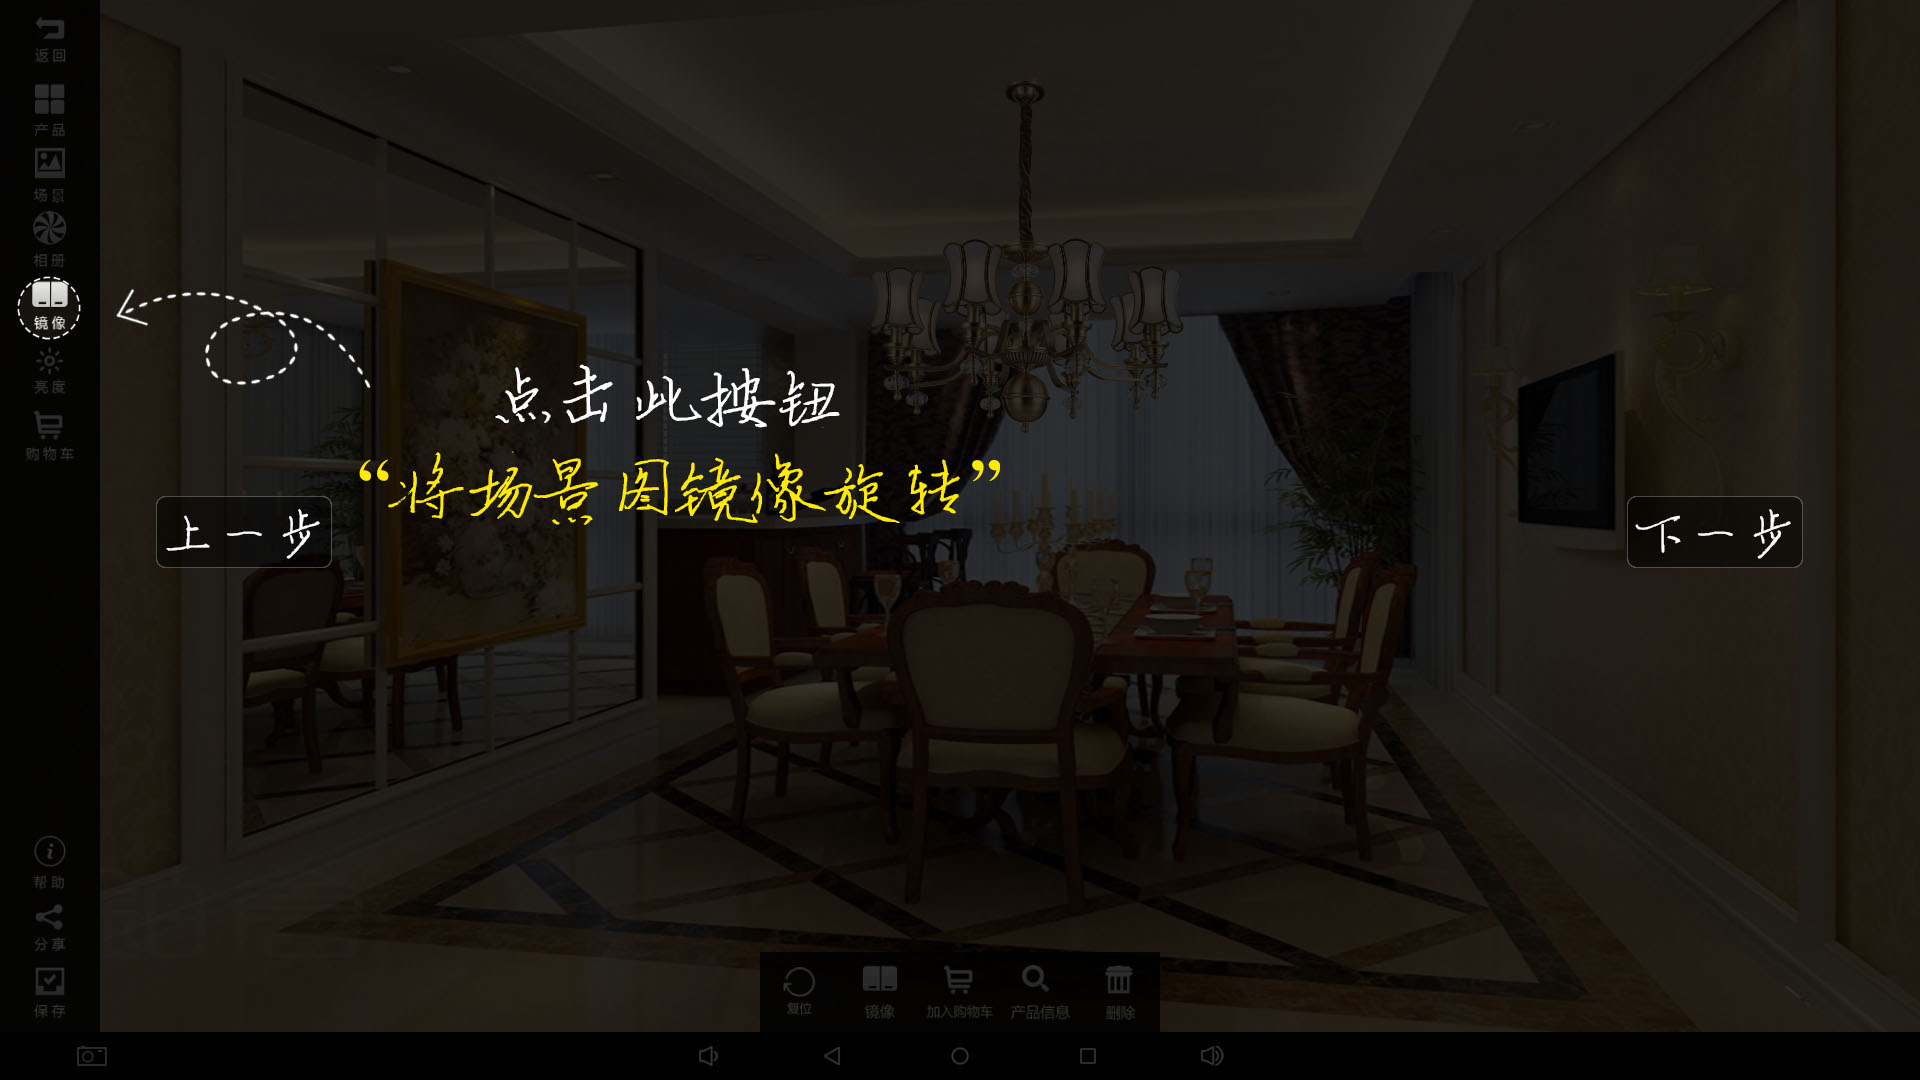 返回
产品
场景
相册
镜像
亮度
购物车
点击此按钮
“将场景图镜像旋转”
上一步
下一步
帮助
分享
保存
复位
镜像
加入购物车
产品信息
删除